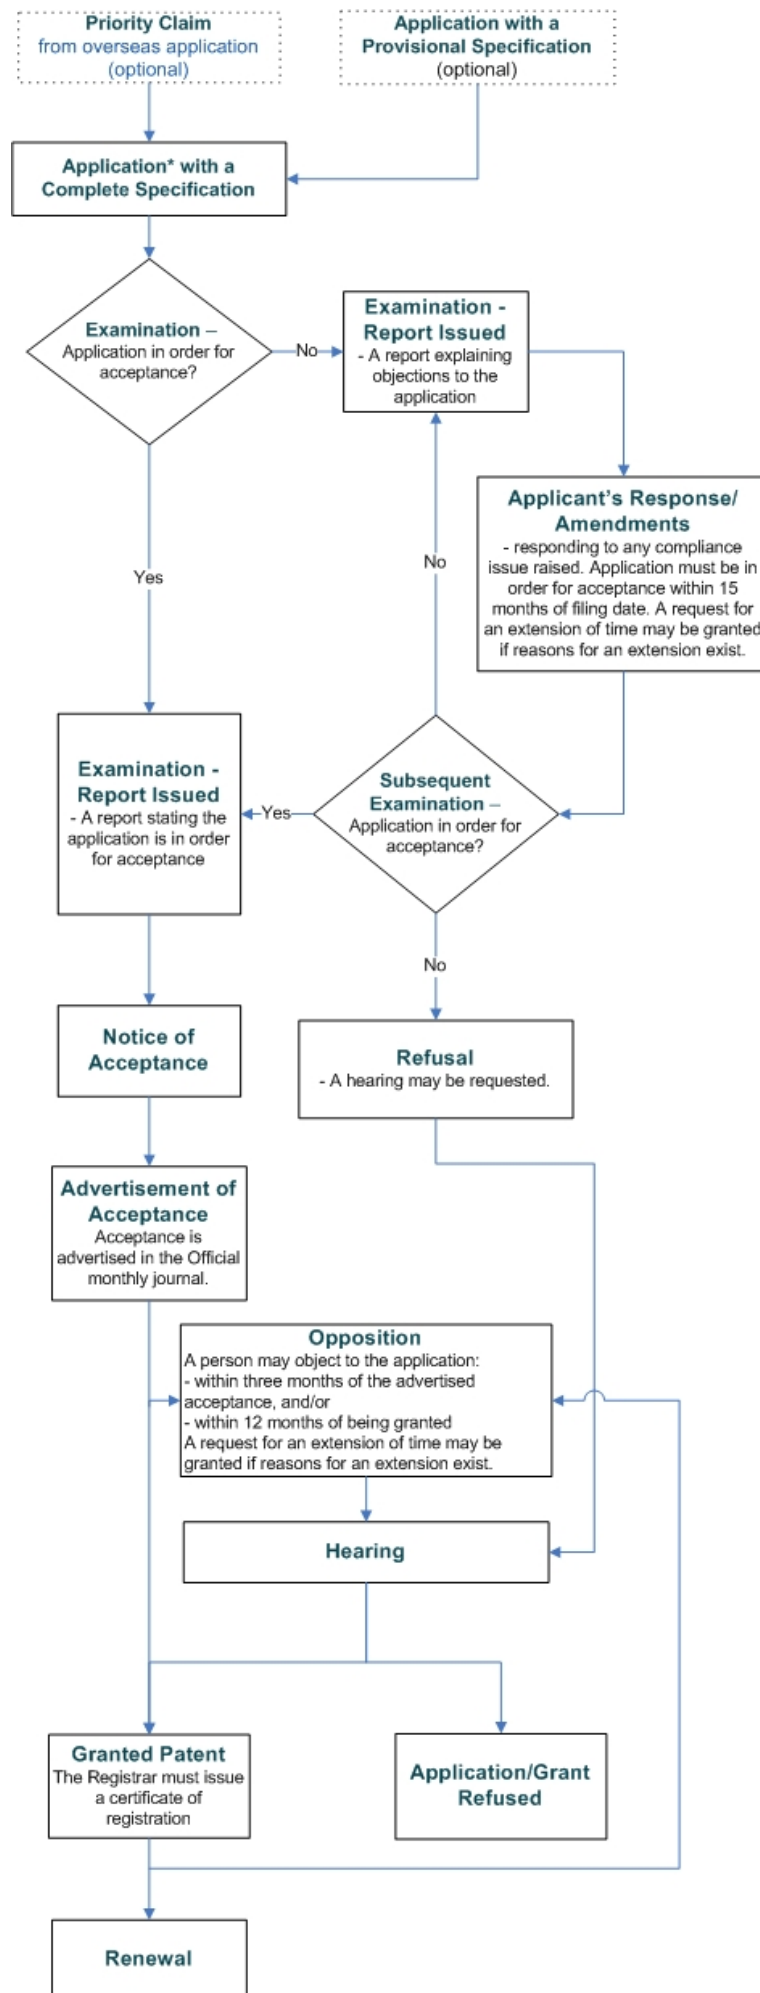 Priority Claim
from overseas application
(optional)
Application with a
Provisional Specification
(optional)
Application* with a
Complete Specification
Examination –
Application in order for
acceptance?
No
Examination -
Report Issued
- A report explaining
objections to the
application
Applicant's Response/
Amendments
- responding to any compliance
issue raised. Application must be in
order for acceptance within 15
months of filing date. A request for
an extension of time may be granted
if reasons for an extension exist.
No
Yes
Examination -
Report Issued
- A report stating the
application is in order
for acceptance
Yes
Subsequent
Examination –
Application in order for
acceptance?
No
Notice of
Acceptance
Refusal
- A hearing may be requested.
Advertisement of
Acceptance
Acceptance is
advertised in the Official
monthly journal.
Opposition
A person may object to the application:
- within three months of the advertised
acceptance, and/or
- within 12 months of being granted
A request for an extension of time may be
granted if reasons for an extension exist.
Hearing
Granted Patent
The Registrar must issue
a certificate of
registration
Application/Grant
Refused
Renewal